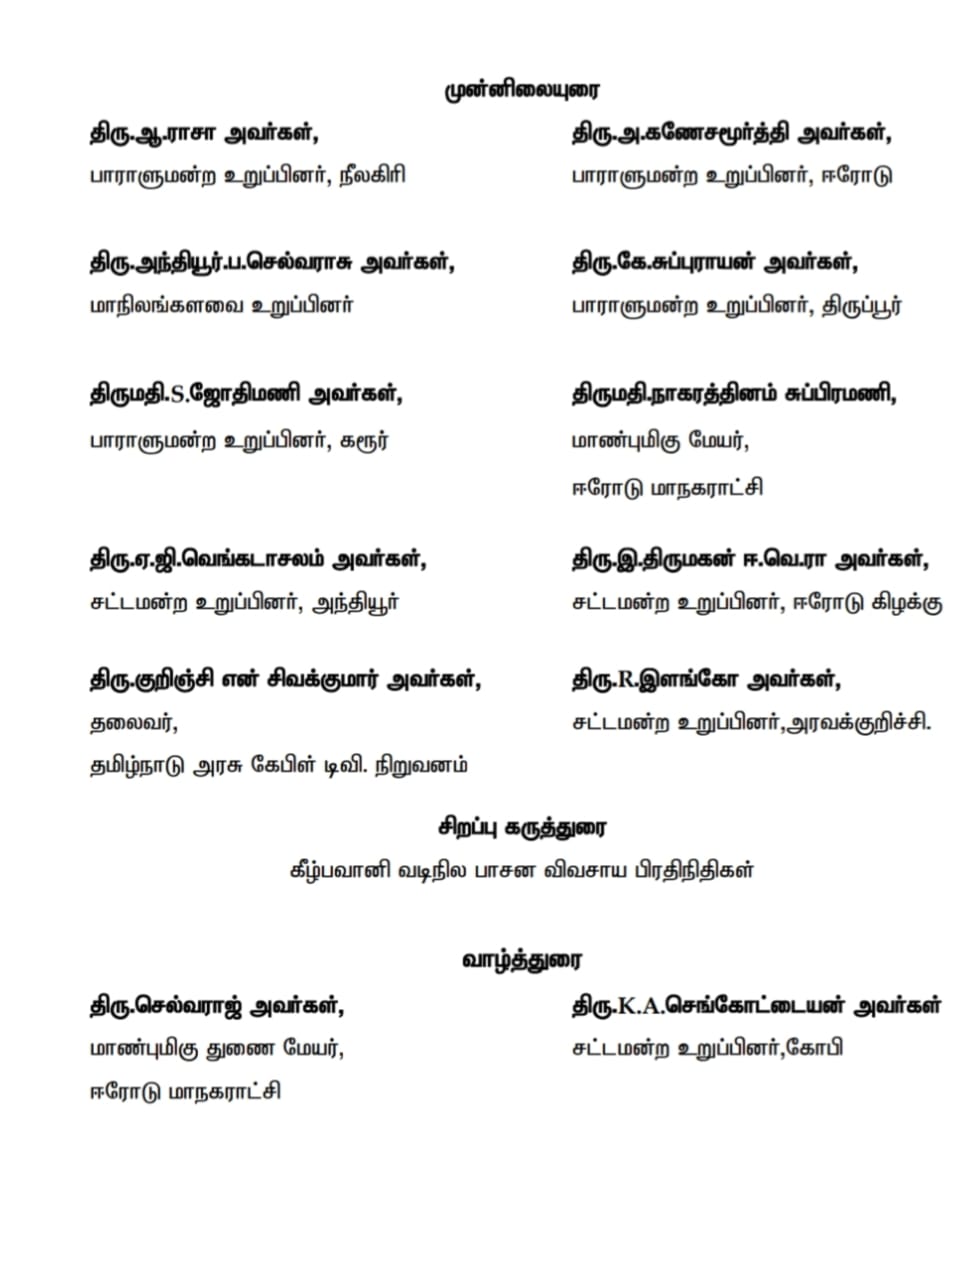 முன்னிலையுரை
திரு.ஆ.ராசா அவர்கள்,
பாராளுமன்ற உறுப்பினர், நீலகிரி
திரு.அ.கணேசமூர்த்தி அவர்கள்,
பாராளுமன்ற உறுப்பினர், ஈரோடு
திரு.அந்தியூர்.ப.செல்வராசு அவர்கள்,
மாநிலங்களவை உறுப்பினர்
திரு.கே.சுப்புராயன் அவர்கள்,
பாராளுமன்ற உறுப்பினர், திருப்பூர்
திருமதி.S.ஜோதிமணி அவர்கள்,
பாராளுமன்ற உறுப்பினர், கரூர்
திருமதி.நாகரத்தினம் சுப்பிரமணி,
மாண்புமிகு மேயர்,
ஈரோடு மாநகராட்சி
திரு.ஏ.ஜி.வெங்கடாசலம் அவர்கள்,
சட்டமன்ற உறுப்பினர், அந்தியூர்
திரு.இ.திருமகன் ஈ.வெ.ரா அவர்கள்,
சட்டமன்ற உறுப்பினர், ஈரோடு கிழக்கு
திரு.குறிஞ்சி என் சிவக்குமார் அவர்கள்,
தலைவர்,
தமிழ்நாடு அரசு கேபிள் டிவி. நிறுவனம்
திரு.R.இளங்கோ அவர்கள்,
சட்டமன்ற உறுப்பினர்,அரவக்குறிச்சி.
சிறப்பு கருத்துரை
கீழ்பவானி வடிநில பாசன விவசாய பிரதிநிதிகள்
வாழ்த்துரை
திரு.செல்வராஜ் அவர்கள்,
மாண்புமிகு துணை மேயர்,
ஈரோடு மாநகராட்சி
திரு.K.A.செங்கோட்டையன் அவர்கள்
சட்டமன்ற உறுப்பினர்,கோபி